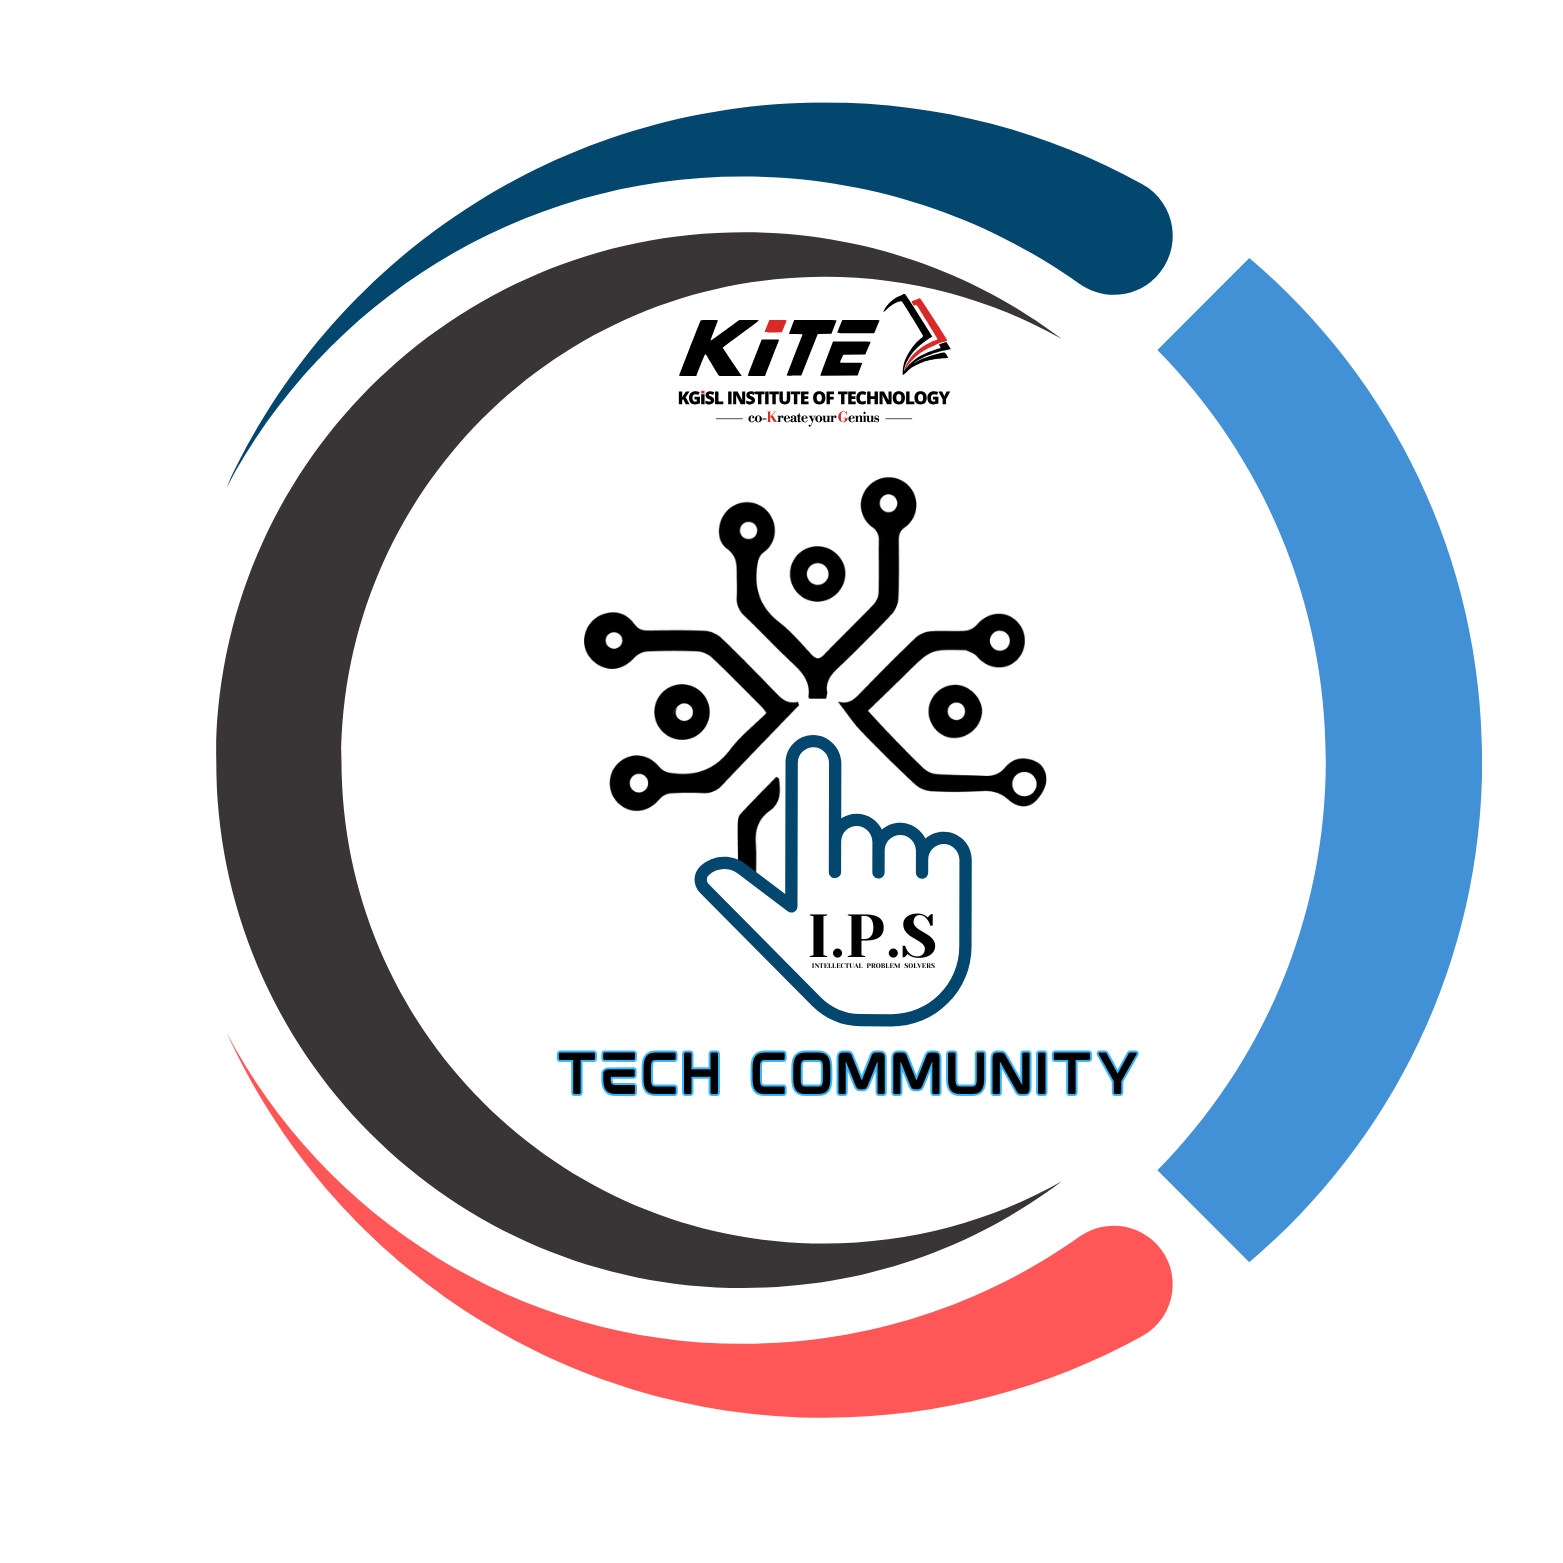 KiTE
KGiSL INSTITUTE OF TECHNOLOGY
co-Kreate your Genius
I.P.S
INTELLECTUAL PROBLEM SOLVERS
TECH COMMUNITY